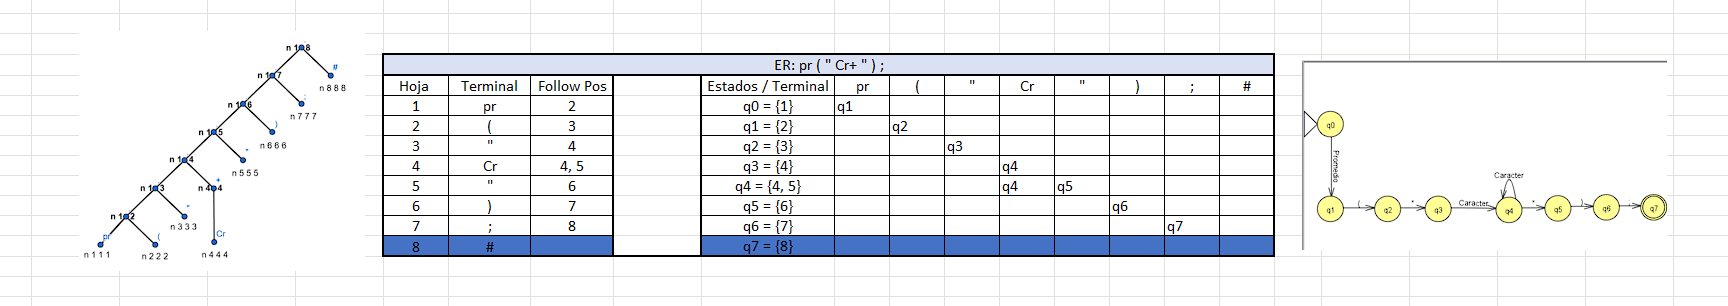 n 1 8 8
#
n 8 8 8
n 1 7
;
n 7 7 7
n 1 6
)
n 6 6 6
n 1 5
"
n 5 5 5
n 1 4
+
n 4 4
n 1 3
"
n 3 3 3
n 1 2
pr
(
Cr
n 1 1 1
n 2 2 2
n 4 4 4
ER: pr ( " Cr+ " ) ;
Hoja Terminal Follow Pos Estados / Terminal pr ( " Cr " ) ; #
1 pr 2 q0 = {1} q1
2 ( 3 q1 = {2} q2
3 " 4 q2 = {3} q3
4 Cr 4, 5 q3 = {4} q4
5 " 6 q4 = {4, 5} q4 q5
6 ) 7 q5 = {6} q6
7 ; 8 q6 = {7} q7
8 # q7 = {8}
q0
Promedio
Caracter
q1 ( q2 " q3 Caracter q4 " q5 ) q6 ; q7